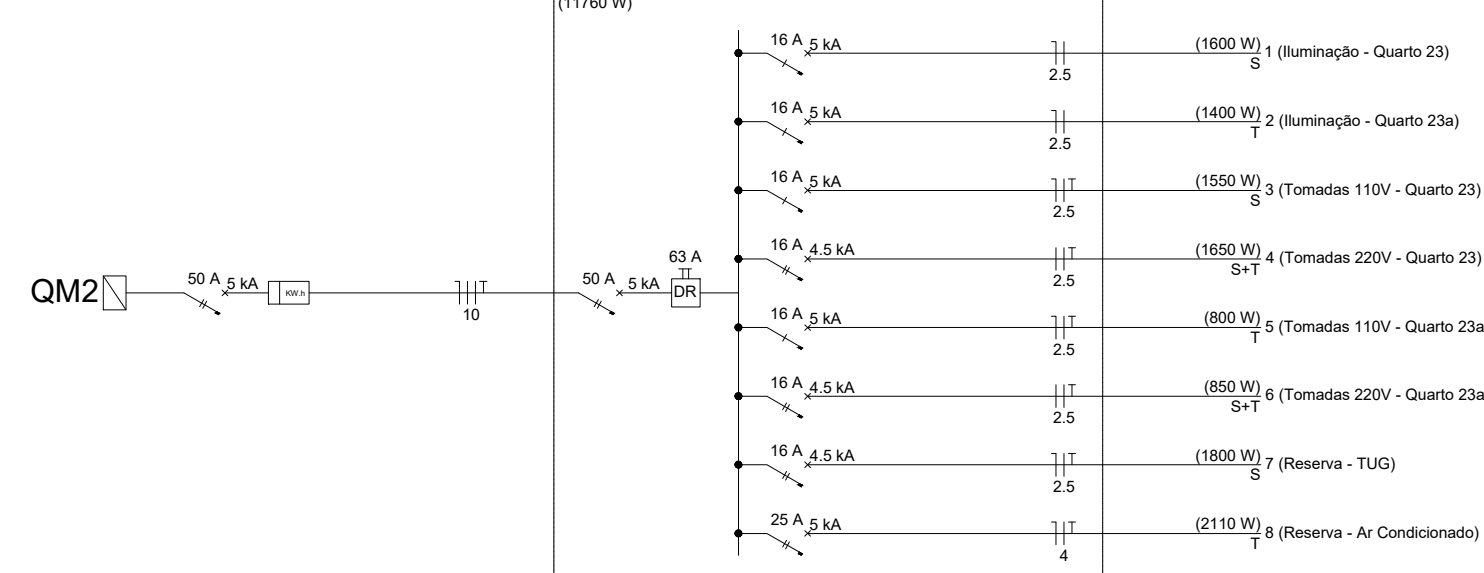 (11760 W)
16 A 5 kA 2.5 (1600 W) S 1 (Iluminação - Quarto 23)
16 A 5 kA 2.5 (1400 W) T 2 (Iluminação - Quarto 23a)
16 A 5 kA T 2.5 (1550 W) S 3 (Tomadas 110V - Quarto 23)
16 A 4.5 kA T 2.5 (1650 W) S+T 4 (Tomadas 220V - Quarto 23)
QM2 50 A 5 kA KW.h T 10 50 A 5 kA 63 A DR
16 A 5 kA T 2.5 (800 W) T 5 (Tomadas 110V - Quarto 23a
16 A 4.5 kA T 2.5 (850 W) S+T 6 (Tomadas 220V - Quarto 23a
16 A 4.5 kA T 2.5 (1800 W) S 7 (Reserva - TUG)
25 A 5 kA T 4 (2110 W) T 8 (Reserva - Ar Condicionado)